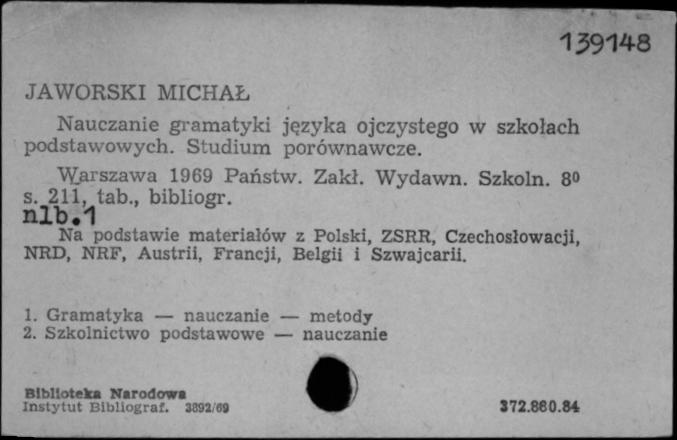 139148
JAWORSKI MICHAŁ
Nauczanie gramatyki języka ojczystego w szkołach
podstawowych. Studium porównawcze.
Warszawa 1969 Państw. Zakł. Wydawn. Szkoln. 8⁰
s. 211, tab., bibliogr.
nlb.1
Na podstawie materiałów z Polski, ZSRR, Czechosłowacji,
NRD, NRF, Austrii, Francji, Belgii i Szwajcarii.
1. Gramatyka — nauczanie — metody
2. Szkolnictwo podstawowe — nauczanie
Biblioteka Narodowa
Instytut Bibliograf. 3892/69
372.860.84